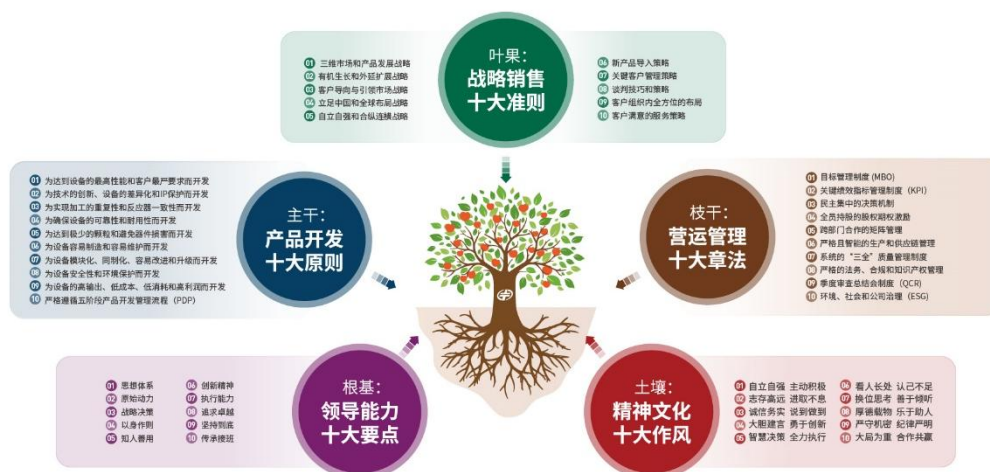 叶果：
战略销售
十大准则
01 三维市场和产品发展战略
02 有机生长和外延扩展战略
03 客户导向与引领市场战略
04 立足中国和全球布局战略
05 自立自强和合纵连横战略
06 新产品导入策略
07 关键客户管理策略
08 谈判技巧和策略
09 客户组织内全方位的布局
10 客户满意的服务策略
主干：
产品开发
十大原则
01 为达到设备的最高性能和客户最严要求而开发
02 为技术的创新、设备的差异化和IP保护而开发
03 为实现加工的重复性和反应器一致性而开发
04 为确保设备的可靠性和耐用性而开发
05 为达到极少的颗粒和避免器件损害而开发
06 为设备容易制造和容易维护而开发
07 为设备模块化、同制化、容易改进和升级而开发
08 为设备安全性和环境保护而开发
09 为设备的高输出、低成本、低消耗和高利润而开发
10 严格遵循五阶段产品开发管理流程（PDP）
枝干：
营运管理
十大章法
01 目标管理制度 (MBO)
02 关键绩效指标管理制度（KPI）
03 民主集中的决策机制
04 全员持股的股权期权激励
05 跨部门合作的矩阵管理
06 严格且智能的生产和供应链管理
07 系统的“三全”质量管理制度
08 严格的法务、合规和知识产权管理
09 季度审查总结会制度（QCR）
10 环境、社会和公司治理（ESG）
根基：
领导能力
十大要点
01 思想体系
02 原始动力
03 战略决策
04 以身作则
05 知人善用
06 创新精神
07 执行能力
08 追求卓越
09 坚持到底
10 传承接班
土壤：
精神文化
十大作风
01 自立自强 主动积极
02 志存高远 进取不息
03 诚信务实 说到做到
04 大胆建言 勇于创新
05 智慧决策 全力执行
06 看人长处 认己不足
07 换位思考 善于倾听
08 厚德载物 乐于助人
09 严守机密 纪律严明
10 大局为重 合作共赢